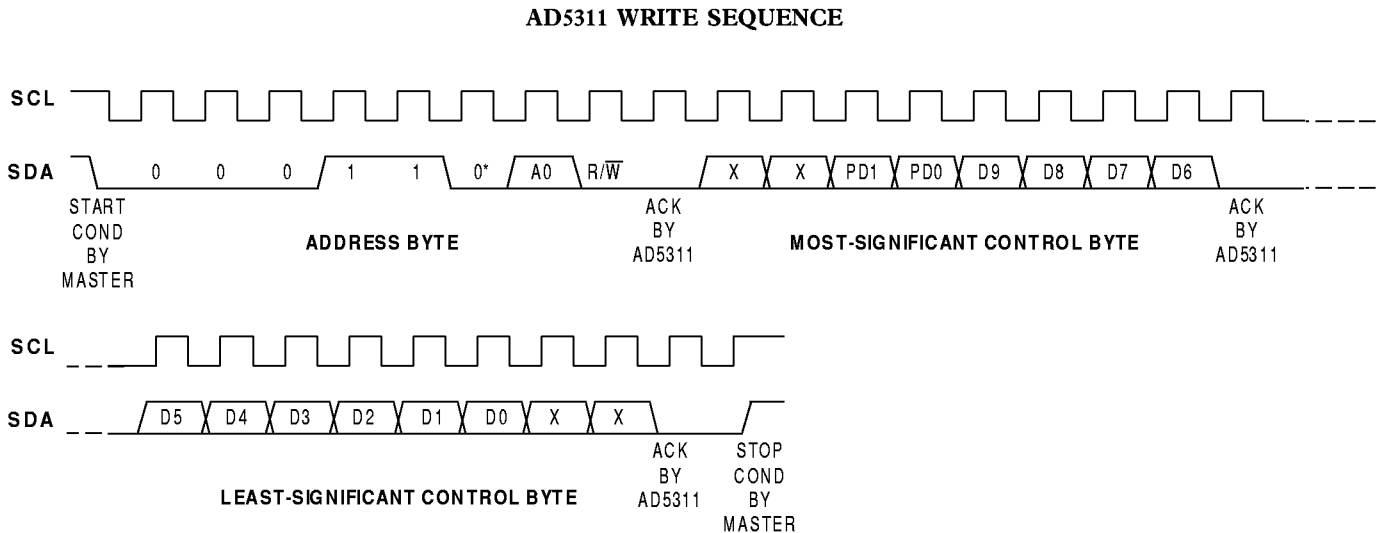 AD5311 WRITE SEQUENCE
SCL
SDA 0 0 0 1 1 0* A0 R/W̅ X X PD1 PD0 D9 D8 D7 D6
START
COND
BY
MASTER
ADDRESS BYTE
ACK
BY
AD5311
MOST-SIGNIFICANT CONTROL BYTE
ACK
BY
AD5311
SCL
SDA D5 D4 D3 D2 D1 D0 X X
LEAST-SIGNIFICANT CONTROL BYTE
ACK
BY
AD5311
STOP
COND
BY
MASTER